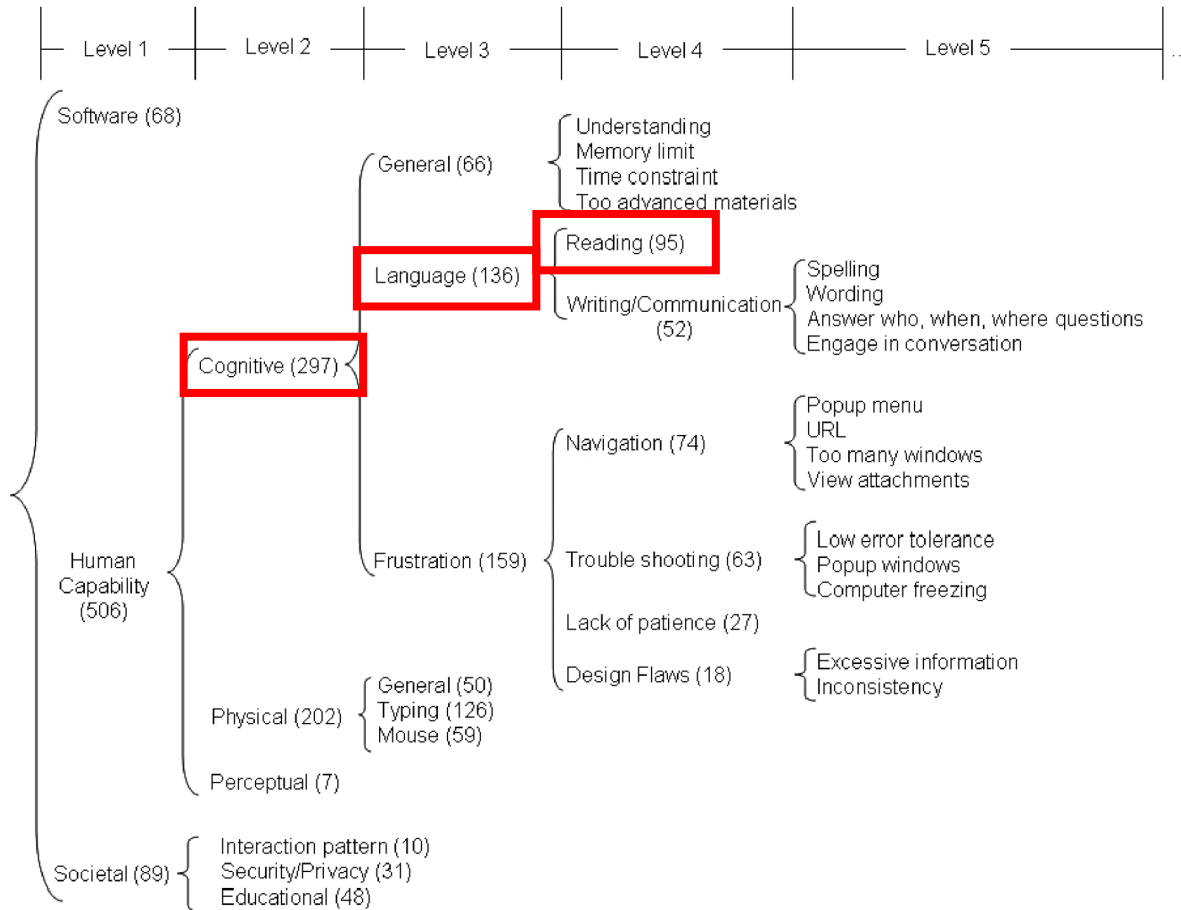 Level 1 Level 2 Level 3 Level 4 Level 5 ..
Software (68)
General (66)
Understanding
Memory limit
Time constraint
Too advanced materials
Language (136)
Reading (95)
Writing/Communication
(52)
Spelling
Wording
Answer who, when, where questions
Engage in conversation
Cognitive (297)
Human
Capability
(506)
Frustration (159)
Navigation (74)
Popup menu
URL
Too many windows
View attachments
Trouble shooting (63)
Low error tolerance
Popup windows
Computer freezing
Lack of patience (27)
Design Flaws (18)
Excessive information
Inconsistency
Physical (202)
General (50)
Typing (126)
Mouse (59)
Perceptual (7)
Societal (89)
Interaction pattern (10)
Security/Privacy (31)
Educational (48)